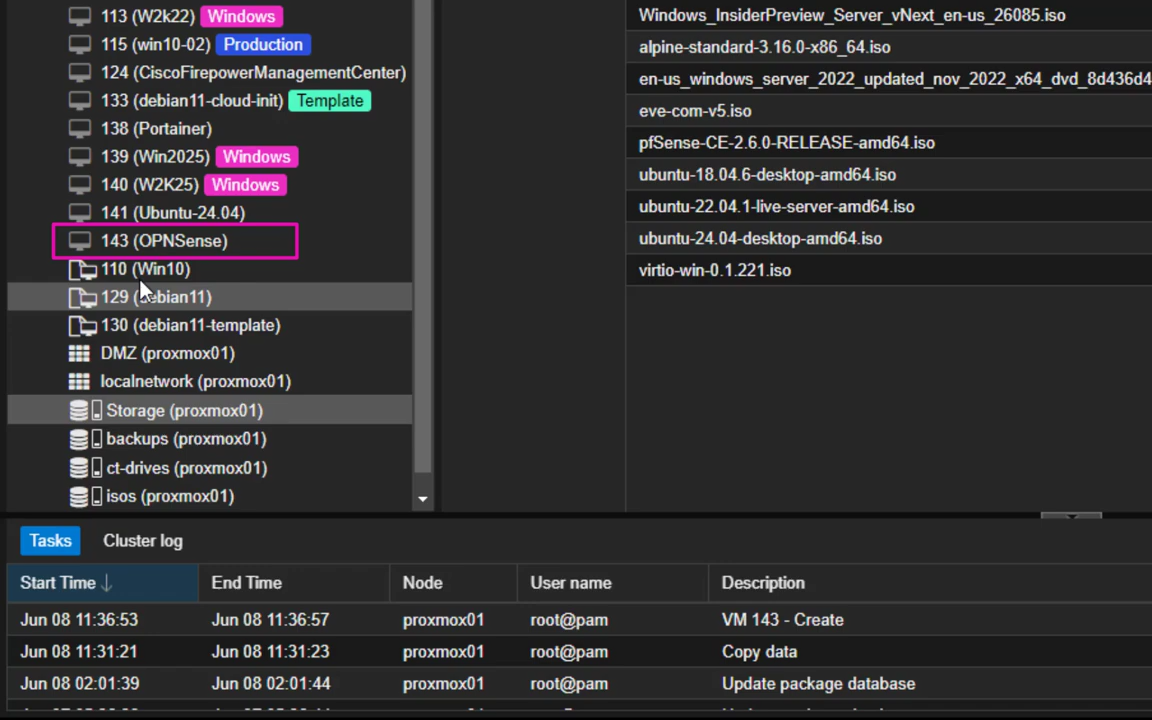 113 (W2k22) Windows
115 (win10-02) Production
124 (CiscoFirepowerManagementCenter)
133 (debian11-cloud-init) Template
138 (Portainer)
139 (Win2025) Windows
140 (W2K25) Windows
141 (Ubuntu-24.04)
143 (OPNSense)
110 (Win10)
129 (debian11)
130 (debian11-template)
DMZ (proxmox01)
localnetwork (proxmox01)
Storage (proxmox01)
backups (proxmox01)
ct-drives (proxmox01)
isos (proxmox01)
Windows_InsiderPreview_Server_vNext_en-us_26085.iso
alpine-standard-3.16.0-x86_64.iso
en-us_windows_server_2022_updated_nov_2022_x64_dvd_8d436d4
eve-com-v5.iso
pfSense-CE-2.6.0-RELEASE-amd64.iso
ubuntu-18.04.6-desktop-amd64.iso
ubuntu-22.04.1-live-server-amd64.iso
ubuntu-24.04-desktop-amd64.iso
virtio-win-0.1.221.iso
Tasks Cluster log
Start Time End Time Node User name Description
Jun 08 11:36:53 Jun 08 11:36:57 proxmox01 root@pam VM 143 - Create
Jun 08 11:31:21 Jun 08 11:31:23 proxmox01 root@pam Copy data
Jun 08 02:01:39 Jun 08 02:01:44 proxmox01 root@pam Update package database